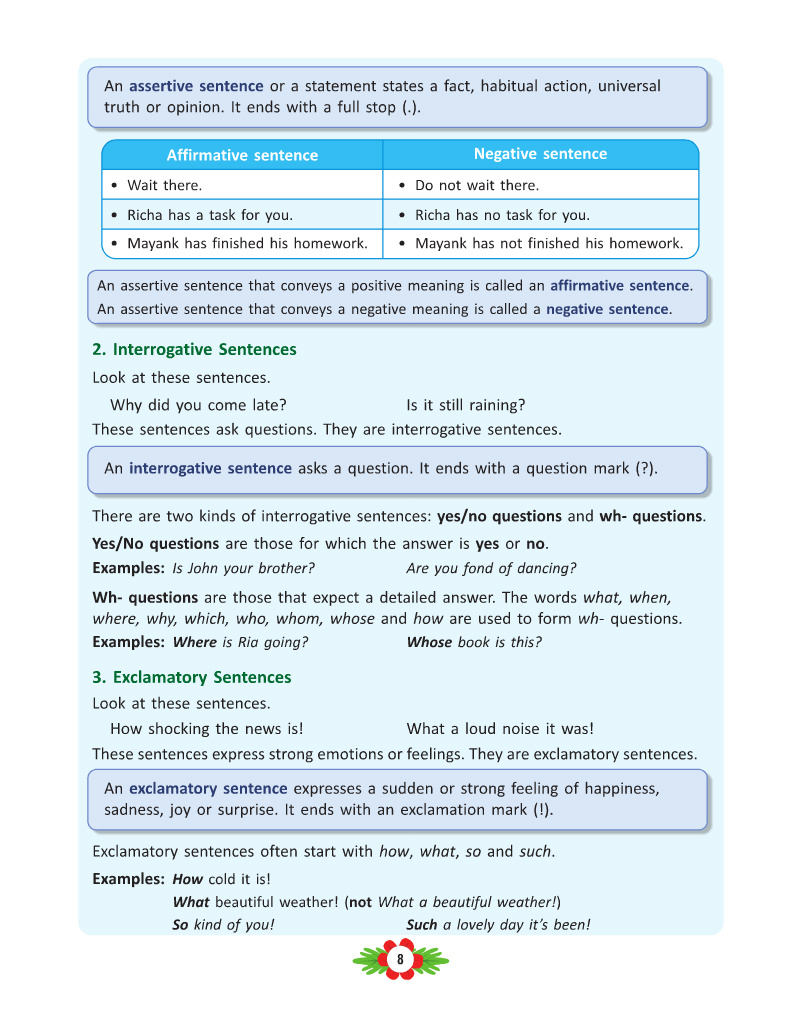 An assertive sentence or a statement states a fact, habitual action, universal
truth or opinion. It ends with a full stop (.).
Affirmative sentence Negative sentence
• Wait there. • Do not wait there.
• Richa has a task for you. • Richa has no task for you.
• Mayank has finished his homework. • Mayank has not finished his homework.
An assertive sentence that conveys a positive meaning is called an affirmative sentence.
An assertive sentence that conveys a negative meaning is called a negative sentence.
2. Interrogative Sentences
Look at these sentences.
Why did you come late? Is it still raining?
These sentences ask questions. They are interrogative sentences.
An interrogative sentence asks a question. It ends with a question mark (?).
There are two kinds of interrogative sentences: yes/no questions and wh- questions.
Yes/No questions are those for which the answer is yes or no.
Examples: Is John your brother? Are you fond of dancing?
Wh- questions are those that expect a detailed answer. The words what, when,
where, why, which, who, whom, whose and how are used to form wh- questions.
Examples: Where is Ria going? Whose book is this?
3. Exclamatory Sentences
Look at these sentences.
How shocking the news is! What a loud noise it was!
These sentences express strong emotions or feelings. They are exclamatory sentences.
An exclamatory sentence expresses a sudden or strong feeling of happiness,
sadness, joy or surprise. It ends with an exclamation mark (!).
Exclamatory sentences often start with how, what, so and such.
Examples: How cold it is!
What beautiful weather! (not What a beautiful weather!)
So kind of you! Such a lovely day it's been!
8